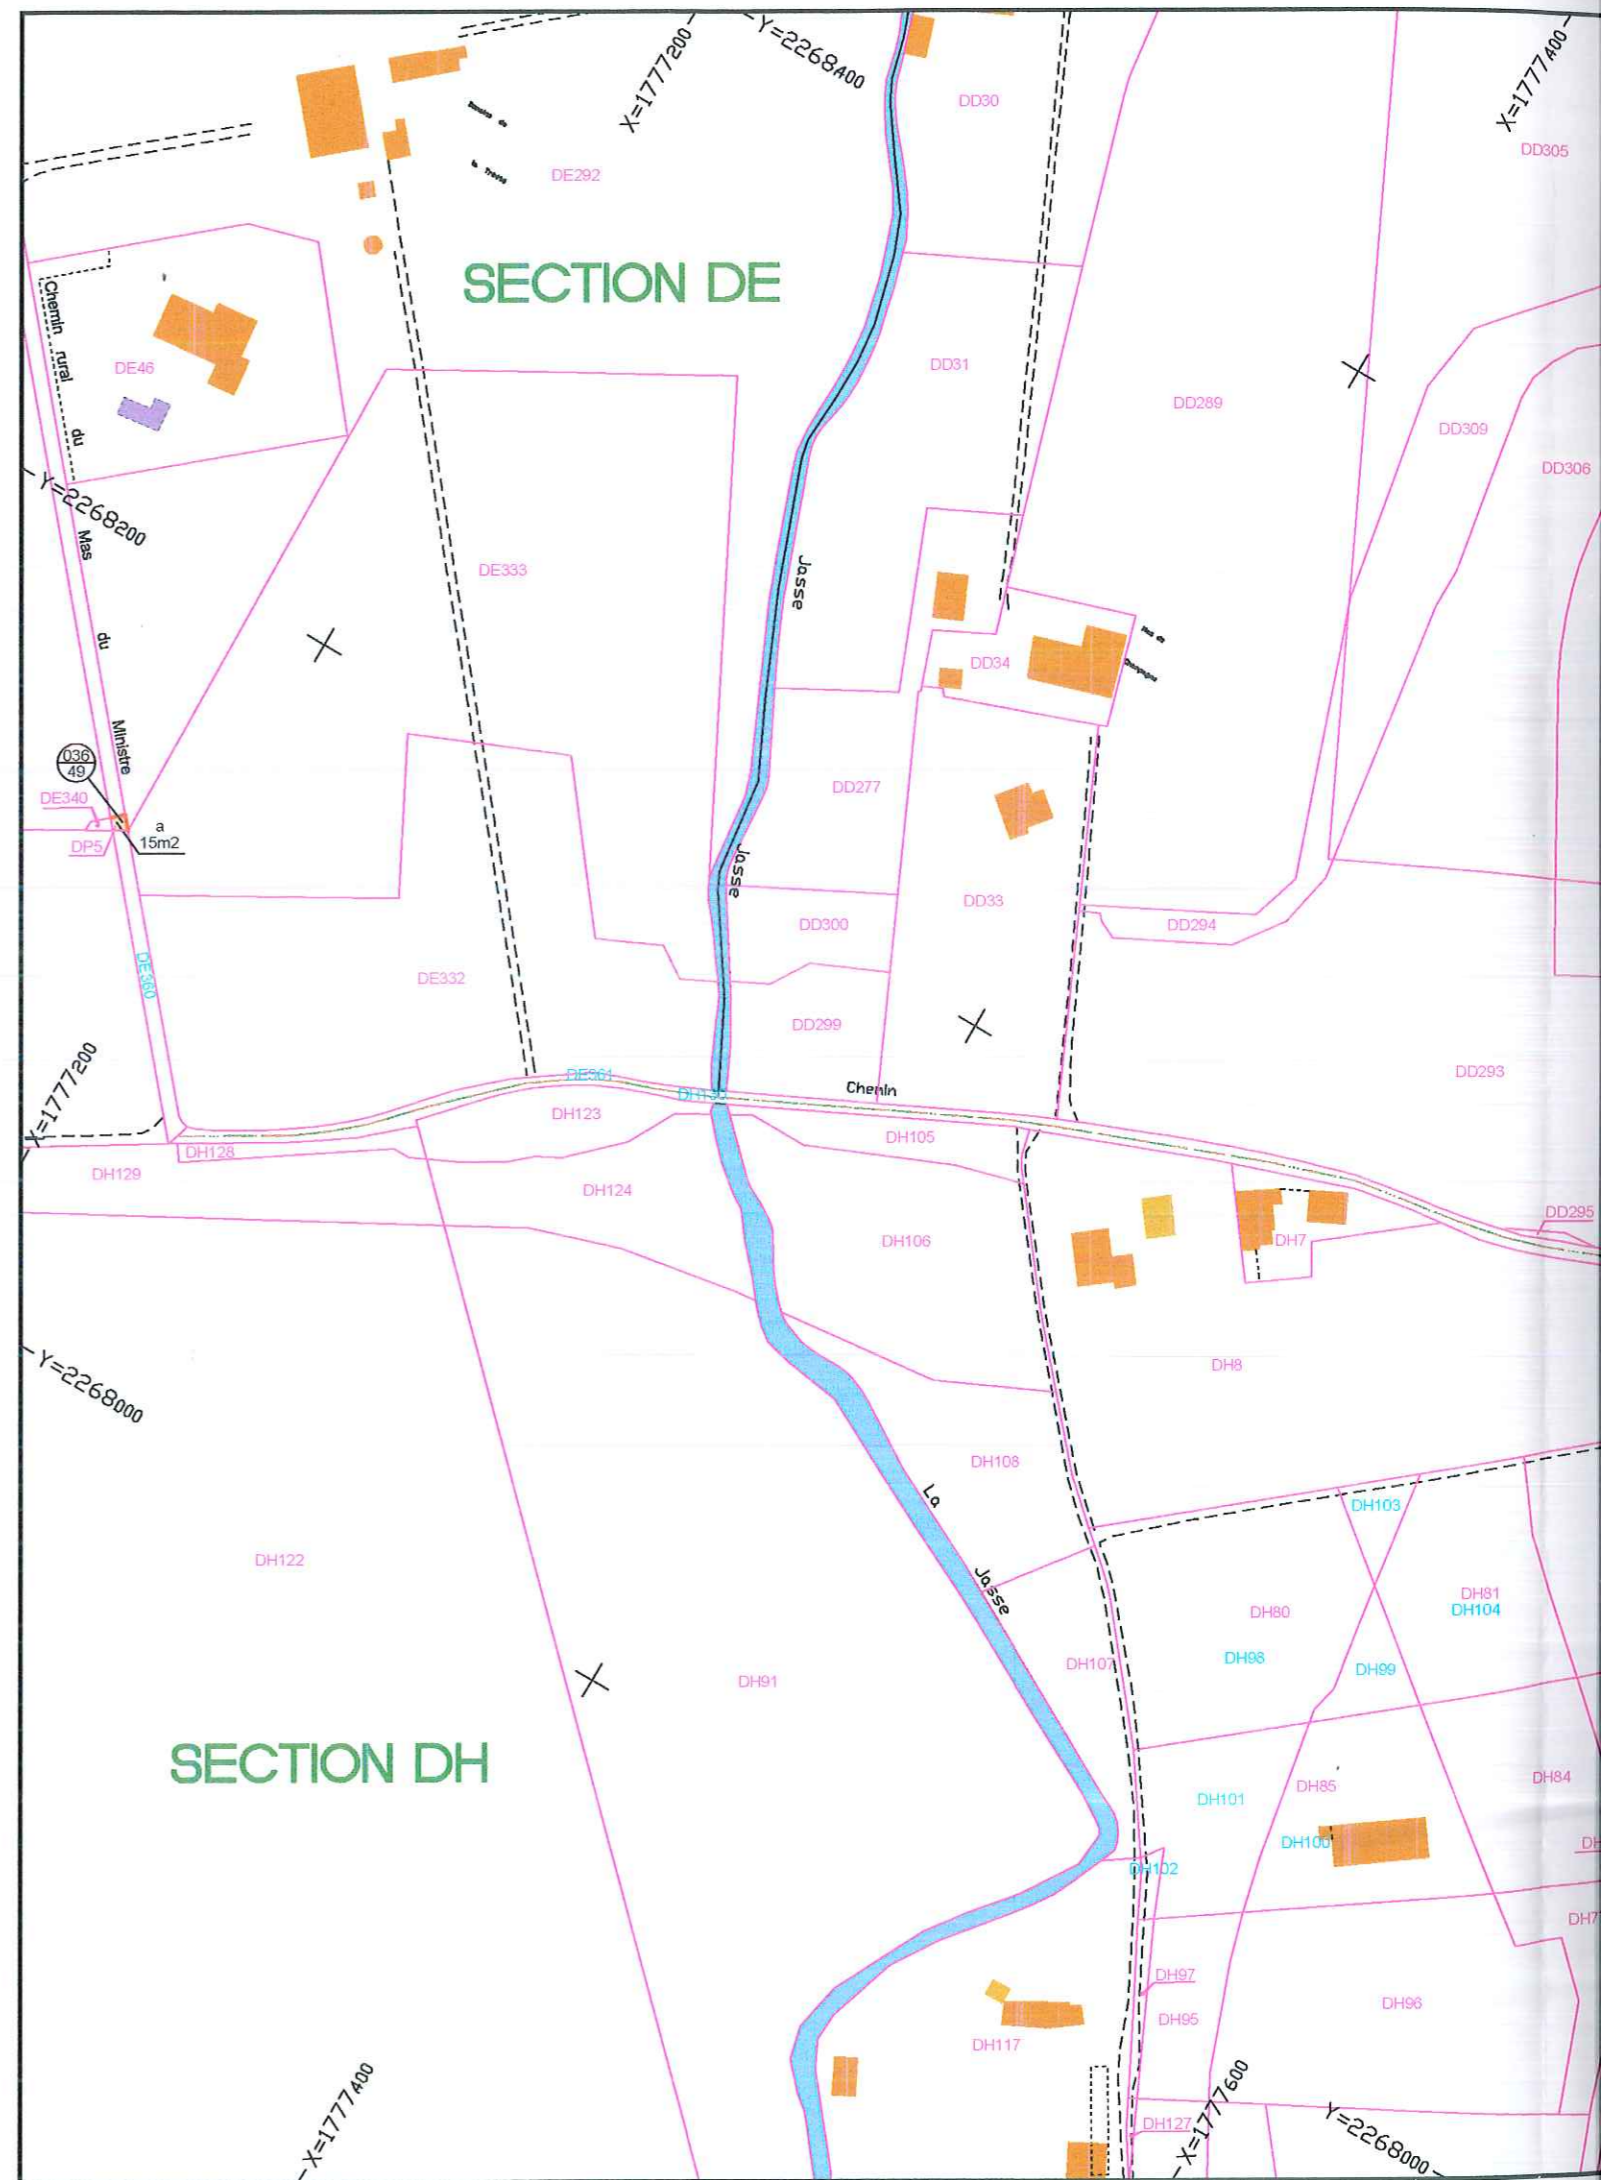 X=1777200
Y=2268400
X=1777400
DD30
DD305
DE292
SECTION DE
Chemin rural du Mas du Ministre
DE46
DD31
DD289
DD309
DD306
Y=2268200
DE333
Jasse
DD34
Mas de
036
49
DE340
DP5
a
15m2
DD277
Jasse
DD33
DD300
DD294
DE360
DE332
DD299
X=1777200
DE361
DH130
Chemin
DD293
DH123
DH105
DH128
DH129
DH124
DH106
DH7
DD295
DH8
Y=2268000
DH108
La Jasse
DH103
DH122
DH80
DH81
DH104
DH98
DH99
DH107
DH91
SECTION DH
DH101
DH85
DH84
DH100
DH
DH102
DH77
DH97
DH95
DH96
DH117
X=1777400
X=1777600
DH127
Y=2268000